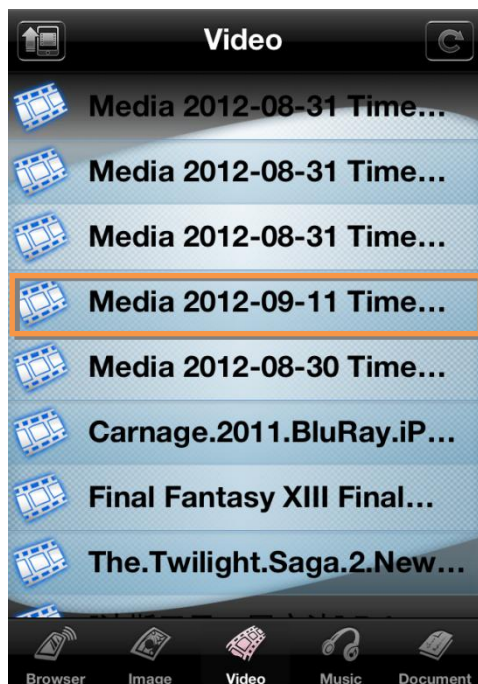 Video
Media 2012-08-31 Time...
Media 2012-08-31 Time...
Media 2012-08-31 Time...
Media 2012-09-11 Time...
Media 2012-08-30 Time...
Carnage.2011.BluRay.iP...
Final Fantasy XIII Final...
The.Twilight.Saga.2.New...
Browser Image Video Music Document